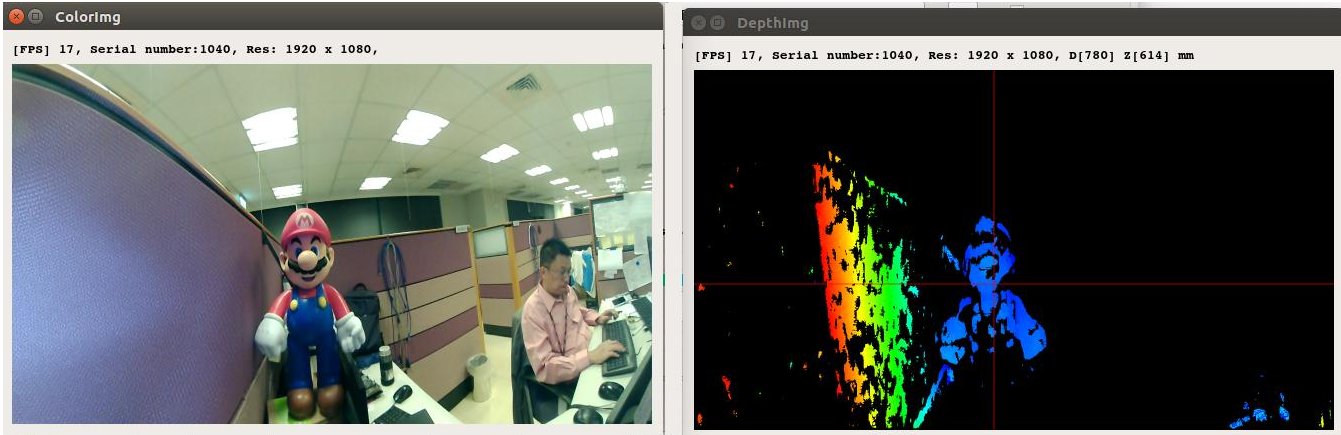 ColorImg
[FPS] 17, Serial number:1040, Res: 1920 x 1080,
M
DepthImg
[FPS] 17, Serial number:1040, Res: 1920 x 1080, D[780] Z[614] mm